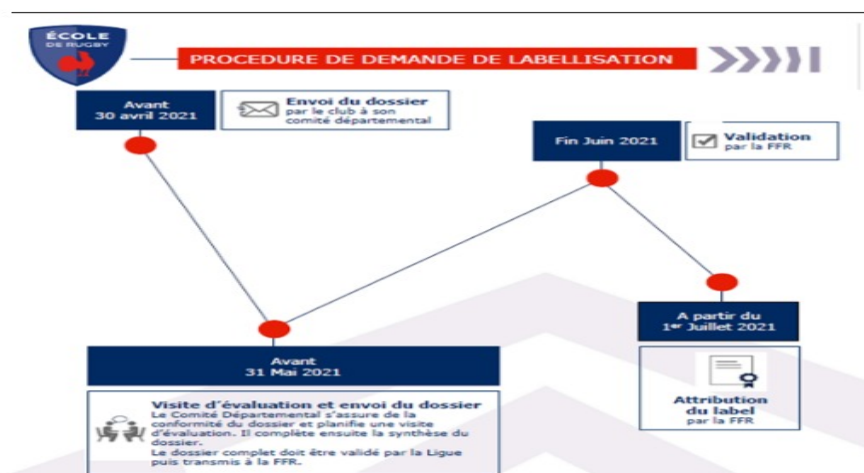 ÉCOLE
DE RUGBY
PROCEDURE DE DEMANDE DE LABELLISATION
Avant
30 avril 2021
Envoi du dossier
par le club à son
comité départemental
Fin Juin 2021
Validation
par la FFR
Avant
31 Mai 2021
Visite d'évaluation et envoi du dossier
Le Comité Départemental s'assure de la
conformité du dossier et planifie une visite
d'évaluation. Il complète ensuite la synthèse du
dossier.
Le dossier complet doit être validé par la Ligue
puis transmis à la FFR.
A partir du
1er Juillet 2021
Attribution
du label
par la FFR